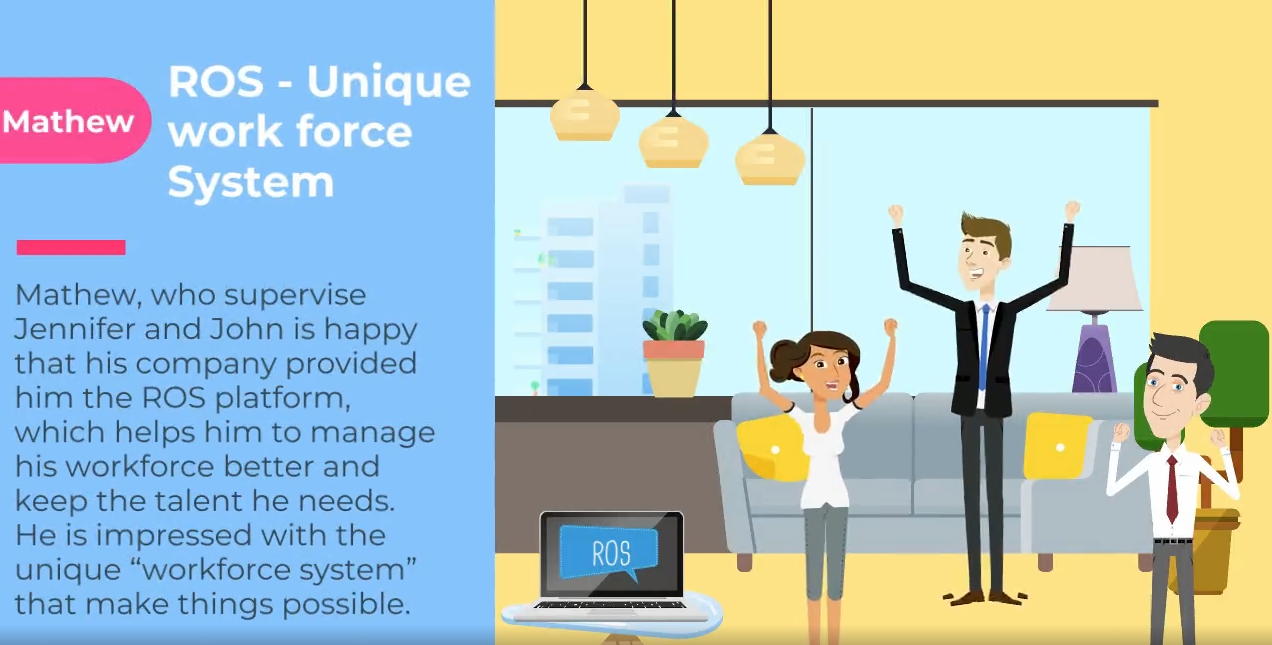 Mathew
ROS - Unique
work force
System
Mathew, who supervise
Jennifer and John is happy
that his company provided
him the ROS platform,
which helps him to manage
his workforce better and
keep the talent he needs.
He is impressed with the
unique “workforce system”
that make things possible.
ROS